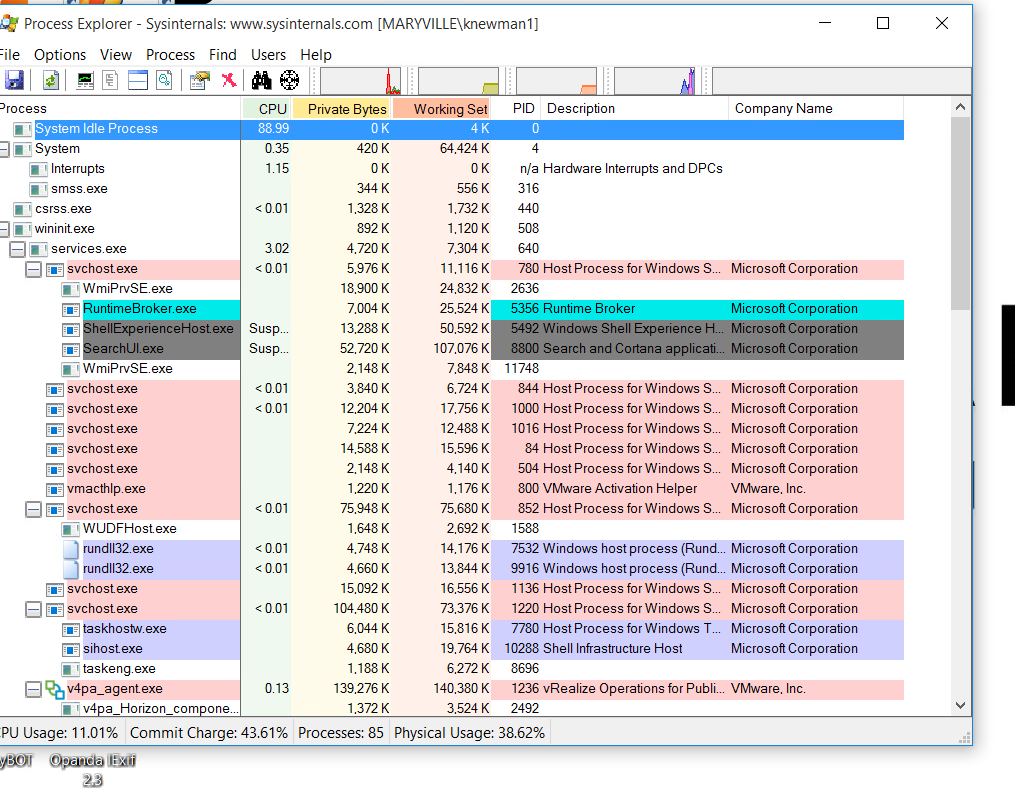 Process Explorer - Sysinternals: www.sysinternals.com [MARYVILLE\knewman1]
File Options View Process Find Users Help
Process CPU Private Bytes Working Set PID Description Company Name
System Idle Process 88.99 0 K 4 K 0
System 0.35 420 K 64,424 K 4
Interrupts 1.15 0 K 0 K n/a Hardware Interrupts and DPCs
smss.exe 344 K 556 K 316
csrss.exe < 0.01 1,328 K 1,732 K 440
wininit.exe 892 K 1,120 K 508
services.exe 3.02 4,720 K 7,304 K 640
svchost.exe < 0.01 5,976 K 11,116 K 780 Host Process for Windows S... Microsoft Corporation
WmiPrvSE.exe 18,900 K 24,832 K 2636
RuntimeBroker.exe 7,004 K 25,524 K 5356 Runtime Broker Microsoft Corporation
ShellExperienceHost.exe Susp... 13,288 K 50,592 K 5492 Windows Shell Experience H... Microsoft Corporation
SearchUI.exe Susp... 52,720 K 107,076 K 8800 Search and Cortana applicati... Microsoft Corporation
WmiPrvSE.exe 2,148 K 7,848 K 11748
svchost.exe < 0.01 3,840 K 6,724 K 844 Host Process for Windows S... Microsoft Corporation
svchost.exe < 0.01 12,204 K 17,756 K 1000 Host Process for Windows S... Microsoft Corporation
svchost.exe 7,224 K 12,488 K 1016 Host Process for Windows S... Microsoft Corporation
svchost.exe 14,588 K 15,596 K 84 Host Process for Windows S... Microsoft Corporation
svchost.exe 2,148 K 4,140 K 504 Host Process for Windows S... Microsoft Corporation
vmacthlp.exe 1,220 K 1,176 K 800 VMware Activation Helper VMware, Inc.
svchost.exe < 0.01 75,948 K 75,680 K 852 Host Process for Windows S... Microsoft Corporation
WUDFHost.exe 1,648 K 2,692 K 1588
rundll32.exe < 0.01 4,748 K 14,176 K 7532 Windows host process (Rund... Microsoft Corporation
rundll32.exe < 0.01 4,660 K 13,844 K 9916 Windows host process (Rund... Microsoft Corporation
svchost.exe 15,092 K 16,556 K 1136 Host Process for Windows S... Microsoft Corporation
svchost.exe < 0.01 104,480 K 73,376 K 1220 Host Process for Windows S... Microsoft Corporation
taskhostw.exe 6,044 K 15,816 K 7780 Host Process for Windows T... Microsoft Corporation
sihost.exe 4,680 K 19,764 K 10288 Shell Infrastructure Host Microsoft Corporation
taskeng.exe 1,188 K 6,272 K 8696
v4pa_agent.exe 0.13 139,276 K 140,380 K 1236 vRealize Operations for Publi... VMware, Inc.
v4pa_Horizon_compone... 1,372 K 3,524 K 2492
CPU Usage: 11.01% Commit Charge: 43.61% Processes: 85 Physical Usage: 38.62%
yBOT Opanda IExif
2.3